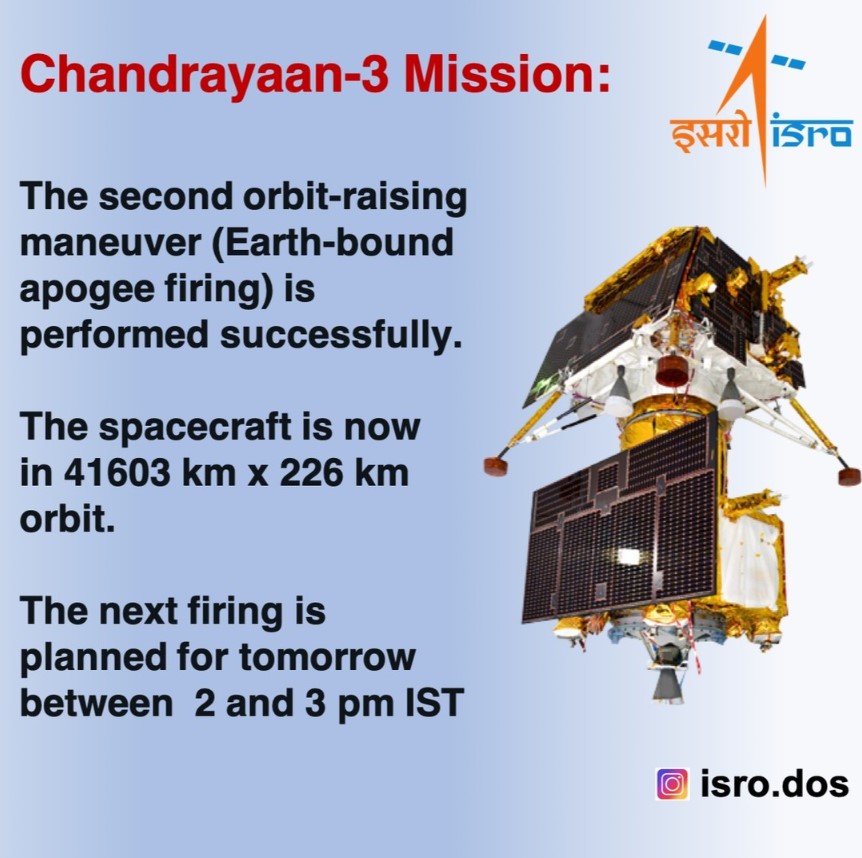 Chandrayaan-3 Mission:
इसरो isro
The second orbit-raising
maneuver (Earth-bound
apogee firing) is
performed successfully.
The spacecraft is now
in 41603 km x 226 km
orbit.
The next firing is
planned for tomorrow
between  2 and 3 pm IST
isro.dos